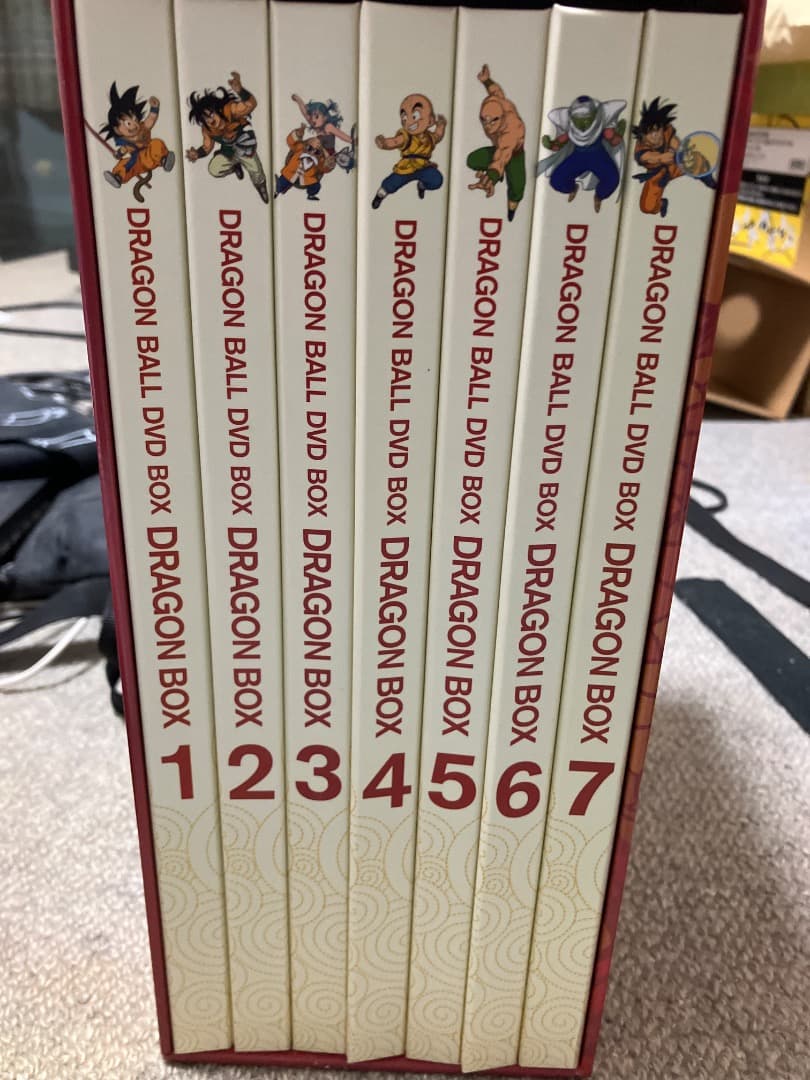 DRAGON BALL DVD BOX DRAGON BOX 1
DRAGON BALL DVD BOX DRAGON BOX 2
DRAGON BALL DVD BOX DRAGON BOX 3
DRAGON BALL DVD BOX DRAGON BOX 4
DRAGON BALL DVD BOX DRAGON BOX 5
DRAGON BALL DVD BOX DRAGON BOX 6
DRAGON BALL DVD BOX DRAGON BOX 7